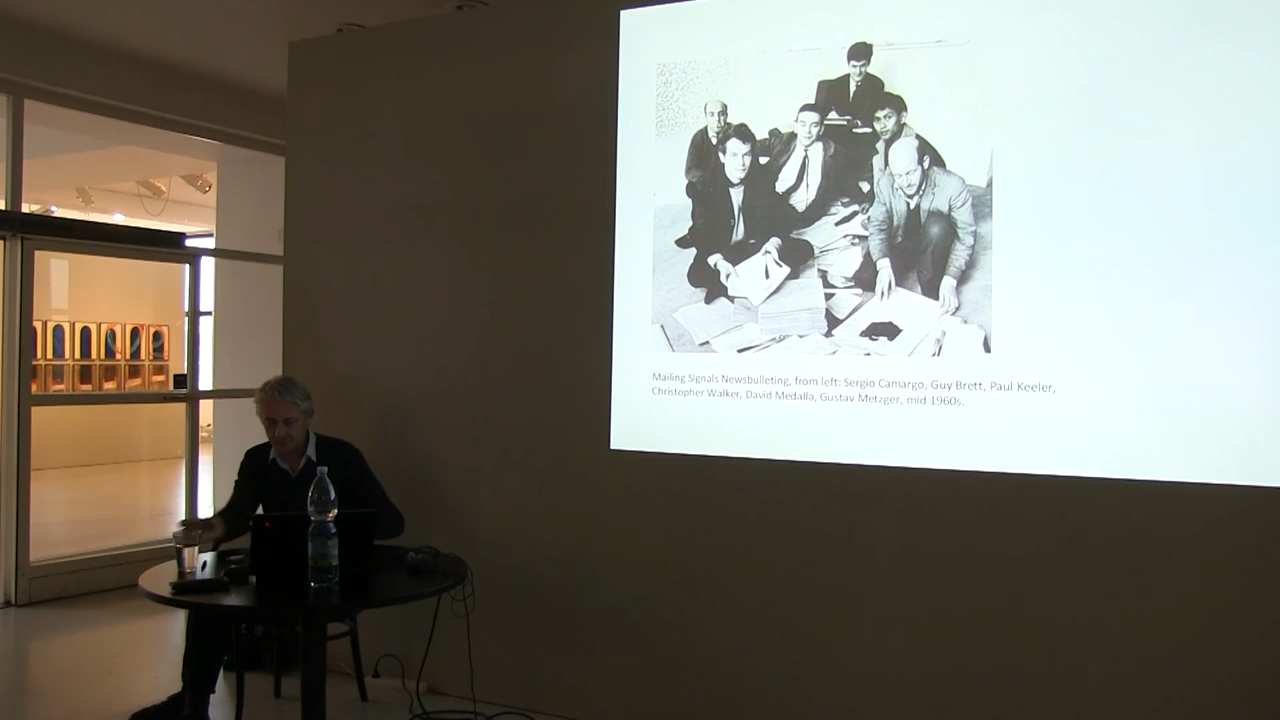 Mailing Signals Newsbulleting, from left: Sergio Camargo, Guy Brett, Paul Keeler,
Christopher Walker, David Medalla, Gustav Metzger, mid 1960s.